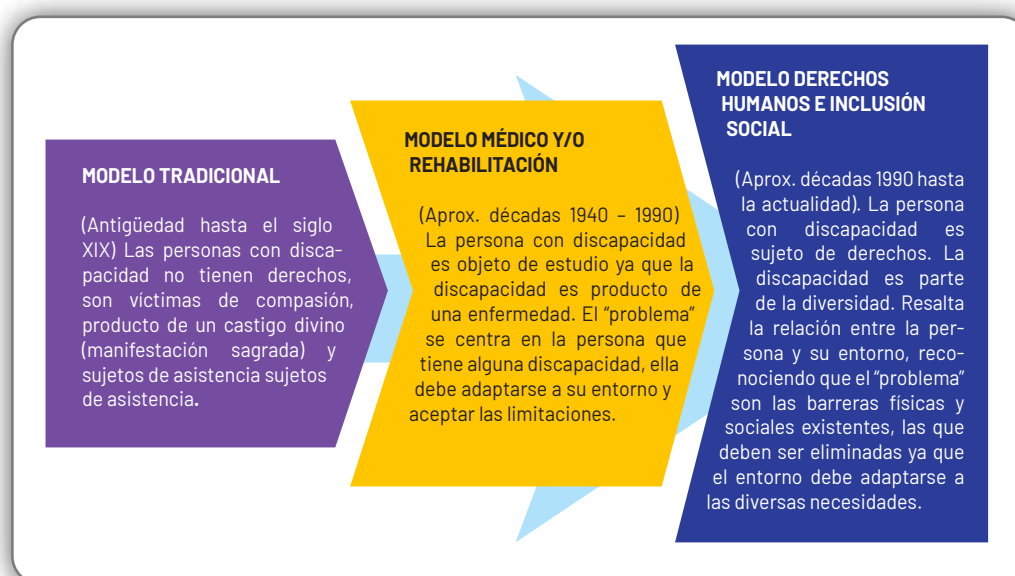 MODELO TRADICIONAL
(Antigüedad hasta el siglo
XIX) Las personas con disca-
pacidad no tienen derechos,
son víctimas de compasión,
producto de un castigo divino
(manifestación sagrada) y
sujetos de asistencia sujetos
de asistencia.
MODELO MÉDICO Y/O
REHABILITACIÓN
(Aprox. décadas 1940 – 1990)
La persona con discapacidad
es objeto de estudio ya que la
discapacidad es producto de
una enfermedad. El “problema”
se centra en la persona que
tiene alguna discapacidad, ella
debe adaptarse a su entorno y
aceptar las limitaciones.
MODELO DERECHOS
HUMANOS E INCLUSIÓN
SOCIAL
(Aprox. décadas 1990 hasta
la actualidad). La persona
con discapacidad es
sujeto de derechos. La
discapacidad es parte
de la diversidad. Resalta
la relación entre la per-
sona y su entorno, reco-
nociendo que el “problema”
son las barreras físicas y
sociales existentes, las que
deben ser eliminadas ya que
el entorno debe adaptarse a
las diversas necesidades.